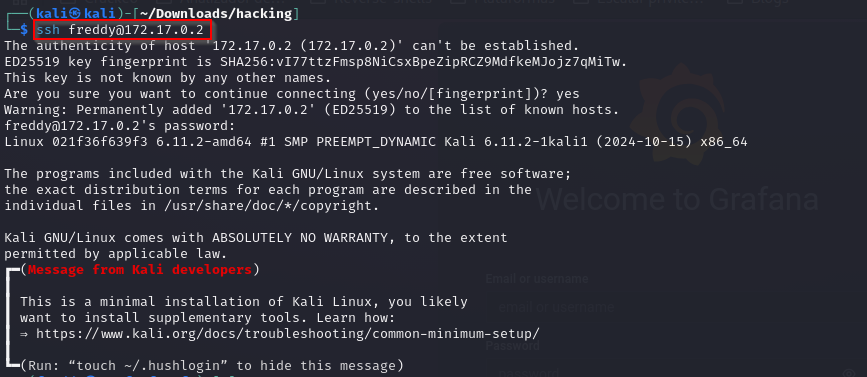 (kali㉿kali)-[~/Downloads/hacking]
$ ssh freddy@172.17.0.2
The authenticity of host '172.17.0.2 (172.17.0.2)' can't be established.
ED25519 key fingerprint is SHA256:vI77ttzFmsp8NiCsxBpeZipRCZ9MdfkeMJojz7qMiTw.
This key is not known by any other names.
Are you sure you want to continue connecting (yes/no/[fingerprint])? yes
Warning: Permanently added '172.17.0.2' (ED25519) to the list of known hosts.
freddy@172.17.0.2's password:
Linux 021f36f639f3 6.11.2-amd64 #1 SMP PREEMPT_DYNAMIC Kali 6.11.2-1kali1 (2024-10-15) x86_64
The programs included with the Kali GNU/Linux system are free software;
the exact distribution terms for each program are described in the
individual files in /usr/share/doc/*/copyright.
Welcome to Grafana
Kali GNU/Linux comes with ABSOLUTELY NO WARRANTY, to the extent
permitted by applicable law.
(Message from Kali developers)
Email or username
This is a minimal installation of Kali Linux, you likely
email or username
want to install supplementary tools. Learn how:
⇒ https://www.kali.org/docs/troubleshooting/common-minimum-setup/
Password
(Run: “touch ~/.hushlogin” to hide this message)